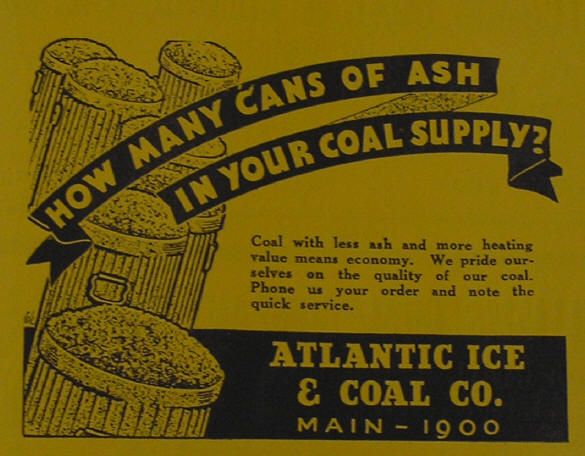 HOW MANY CANS OF ASH
IN YOUR COAL SUPPLY?
Coal with less ash and more heating
value means economy. We pride our-
selves on the quality of our coal.
Phone us your order and note the
quick service.
ATLANTIC ICE
& COAL CO.
MAIN – 1900